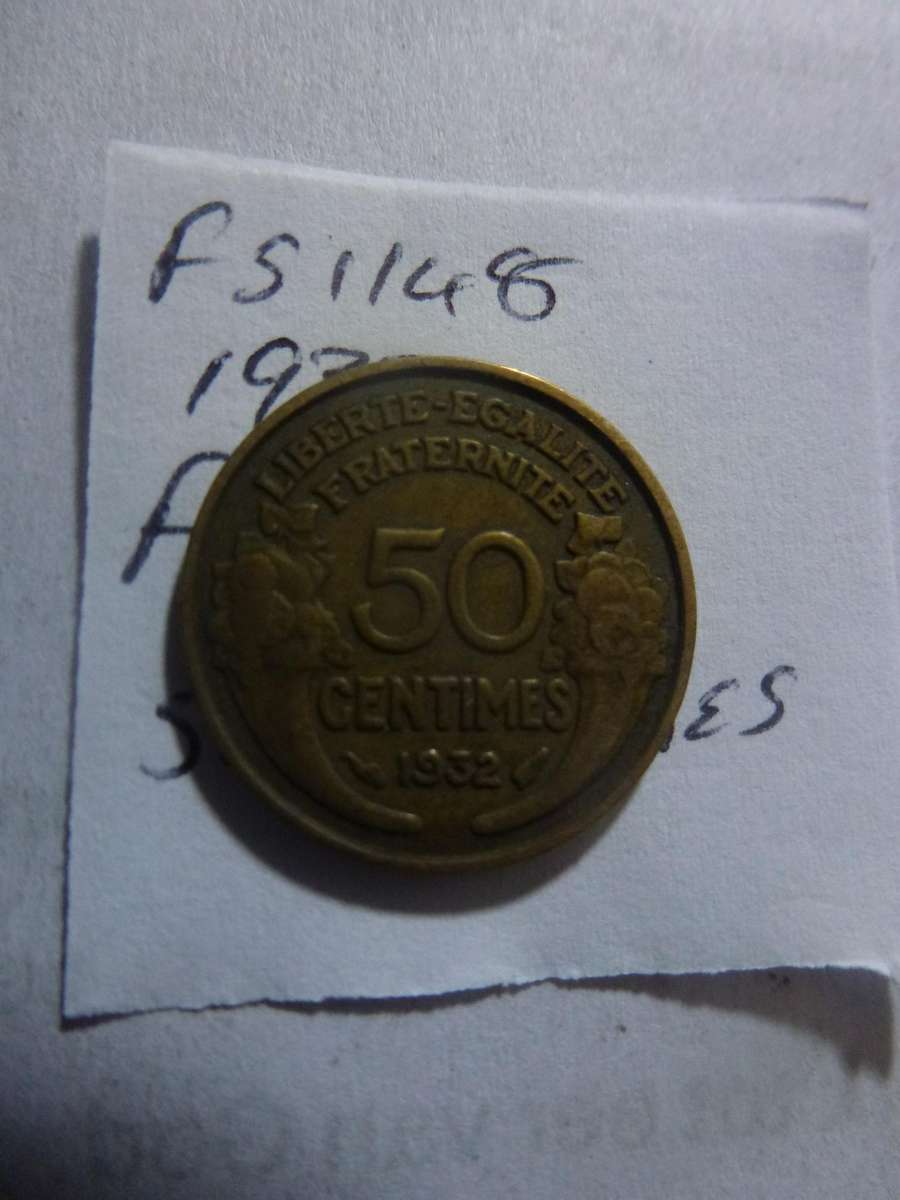 FS1148
LIBERTE-EGALITE
FRATERNITE
50
CENTIMES
1932